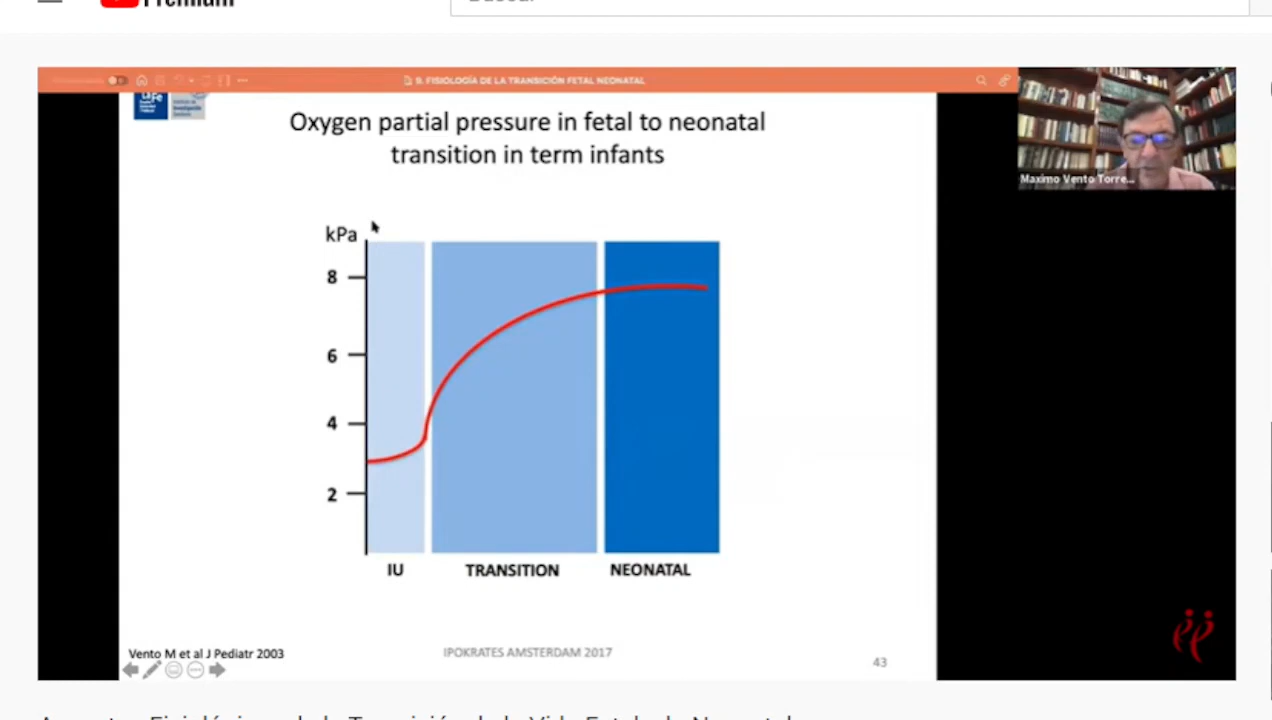 Premium
9. FISIOLOGÍA DE LA TRANSICIÓN FETAL NEONATAL
LaFe
Oxygen partial pressure in fetal to neonatal
transition in term infants
Maximo Vento Torre...
kPa
8
6
4
2
IU TRANSITION NEONATAL
Vento M et al J Pediatr 2003
IPOKRATES AMSTERDAM 2017
43